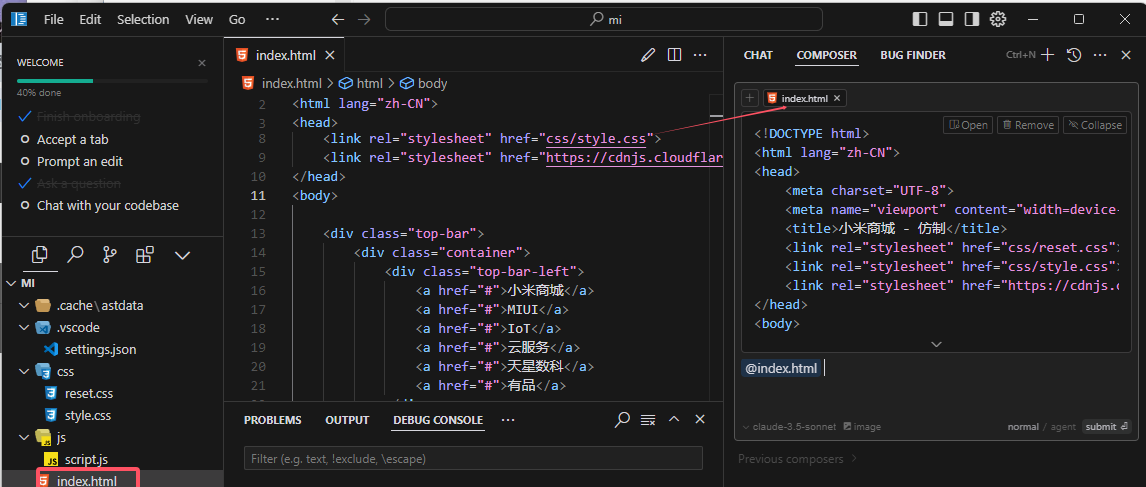 File Edit Selection View Go ··· mi
WELCOME
40% done
Finish onboarding
Accept a tab
Prompt an edit
Ask a question
Chat with your codebase
MI
.cache\astdata
.vscode
settings.json
css
reset.css
style.css
js
script.js
index.html
index.html
index.html > html > body
2 <html lang="zh-CN">
3 <head>
8 <link rel="stylesheet" href="css/style.css">
9 <link rel="stylesheet" href="https://cdnjs.cloudflar
10 </head>
11 <body>
12
13 <div class="top-bar">
14 <div class="container">
15 <div class="top-bar-left">
16 <a href="#">小米商城</a>
17 <a href="#">MIUI</a>
18 <a href="#">IoT</a>
19 <a href="#">云服务</a>
20 <a href="#">天星数科</a>
21 <a href="#">有品</a>
PROBLEMS OUTPUT DEBUG CONSOLE ···
Filter (e.g. text, !exclude, \escape)
CHAT COMPOSER BUG FINDER Ctrl+N
index.html
Open Remove Collapse
<!DOCTYPE html>
<html lang="zh-CN">
<head>
<meta charset="UTF-8">
<meta name="viewport" content="width=device-
<title>小米商城 - 仿制</title>
<link rel="stylesheet" href="css/reset.css">
<link rel="stylesheet" href="css/style.css">
<link rel="stylesheet" href="https://cdnjs.c
</head>
<body>
@index.html
claude-3.5-sonnet image normal / agent submit
Previous composers >